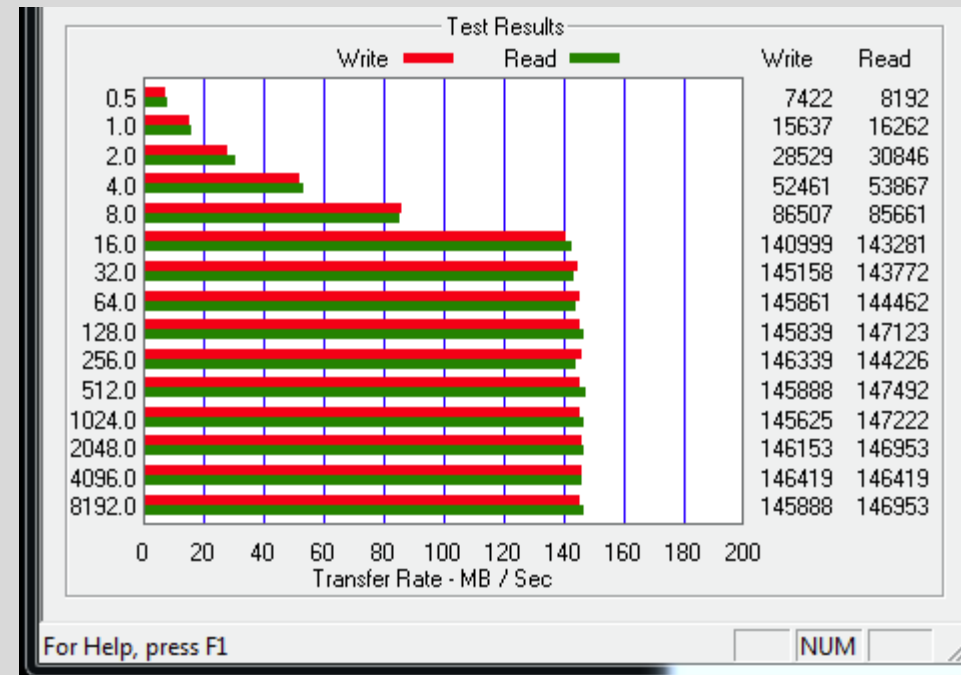 Test Results
Write Read Write Read
0.5 7422 8192
1.0 15637 16262
2.0 28529 30846
4.0 52461 53867
8.0 86507 85661
16.0 140999 143281
32.0 145158 143772
64.0 145861 144462
128.0 145839 147123
256.0 146339 144226
512.0 145888 147492
1024.0 145625 147222
2048.0 146153 146953
4096.0 146419 146419
8192.0 145888 146953
0 20 40 60 80 100 120 140 160 180 200
Transfer Rate - MB / Sec
For Help, press F1 NUM